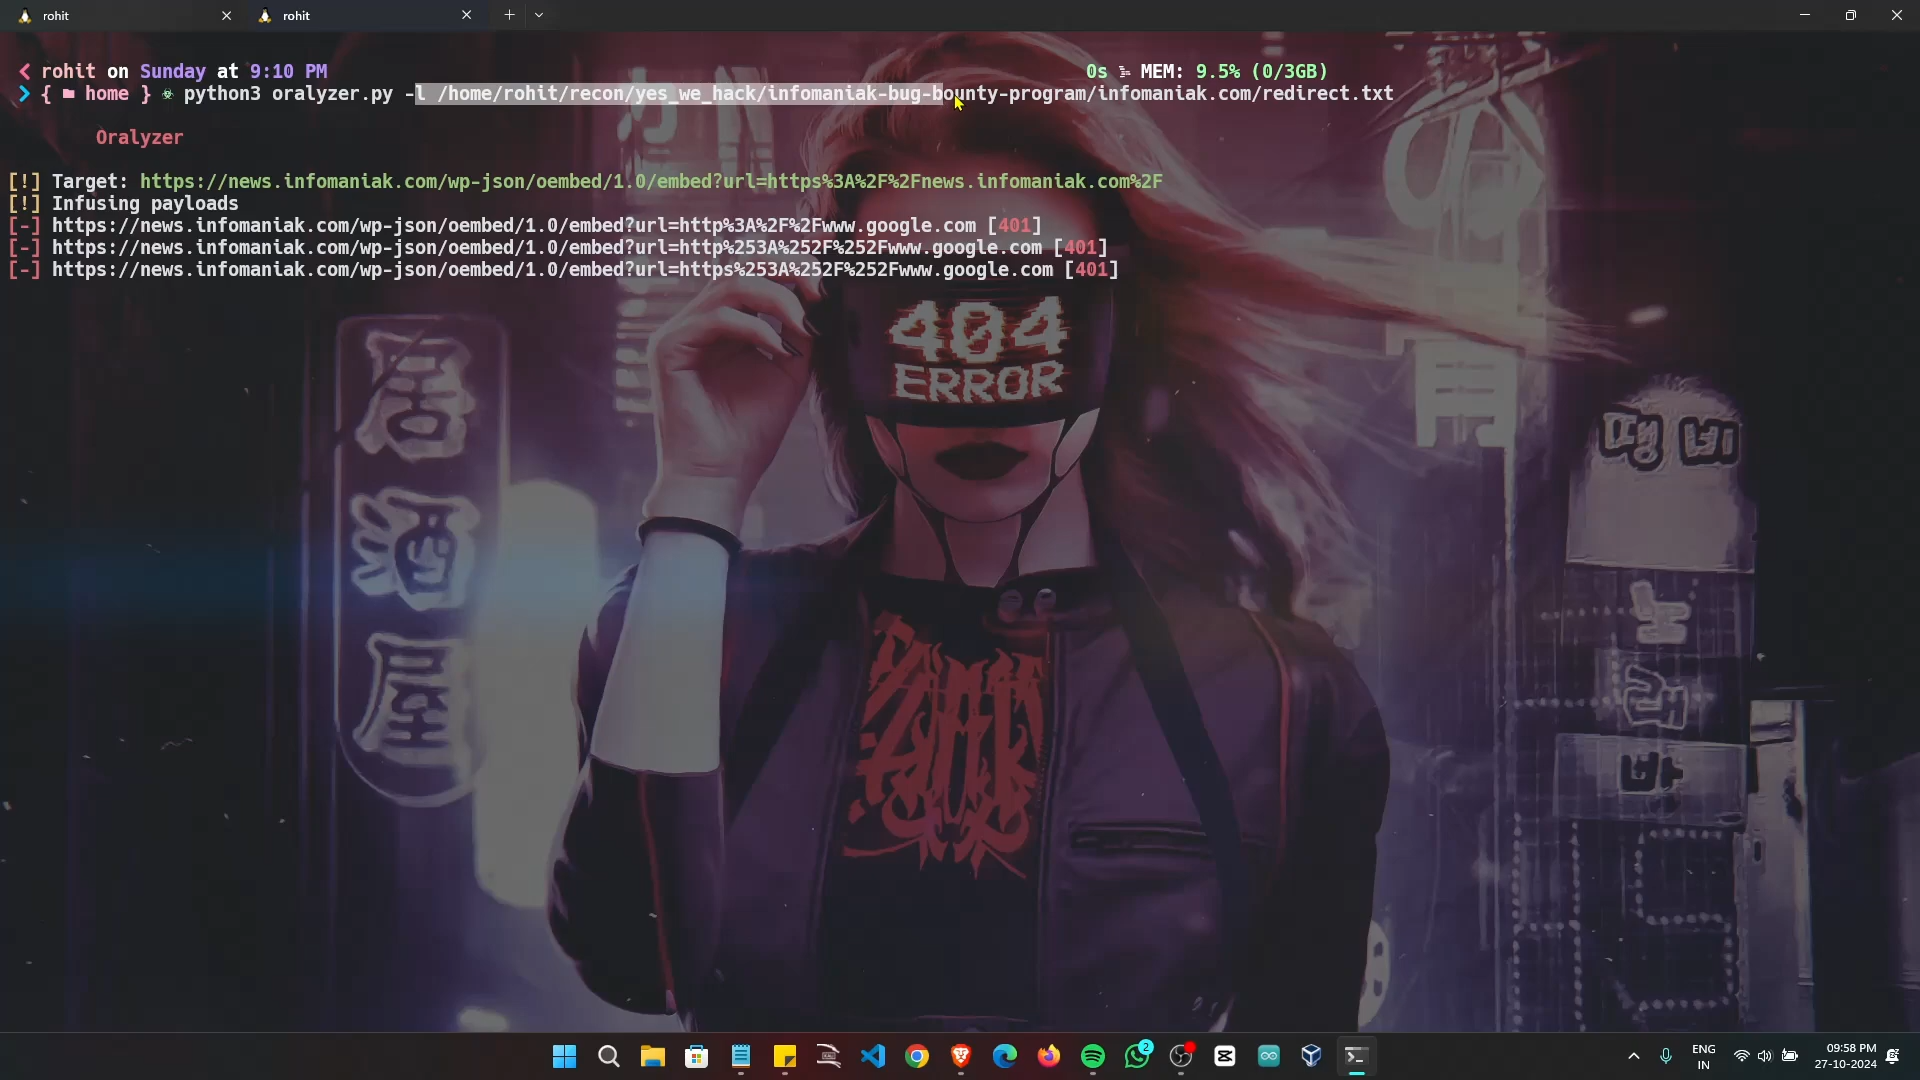 rohit
rohit
rohit on Sunday at 9:10 PM
0s MEM: 9.5% (0/3GB)
{ home } python3 oralyzer.py -l /home/rohit/recon/yes_we_hack/infomaniak-bug-bounty-program/infomaniak.com/redirect.txt
Oralyzer
[!] Target: https://news.infomaniak.com/wp-json/oembed/1.0/embed?url=https%3A%2F%2Fnews.infomaniak.com%2F
[!] Infusing payloads
[-] https://news.infomaniak.com/wp-json/oembed/1.0/embed?url=http%3A%2F%2Fwww.google.com [401]
[-] https://news.infomaniak.com/wp-json/oembed/1.0/embed?url=http%253A%252F%252Fwww.google.com [401]
[-] https://news.infomaniak.com/wp-json/oembed/1.0/embed?url=https%253A%252F%252Fwww.google.com [401]
404
ERROR
居
酒
屋
2
ENG
IN
09:58 PM
27-10-2024